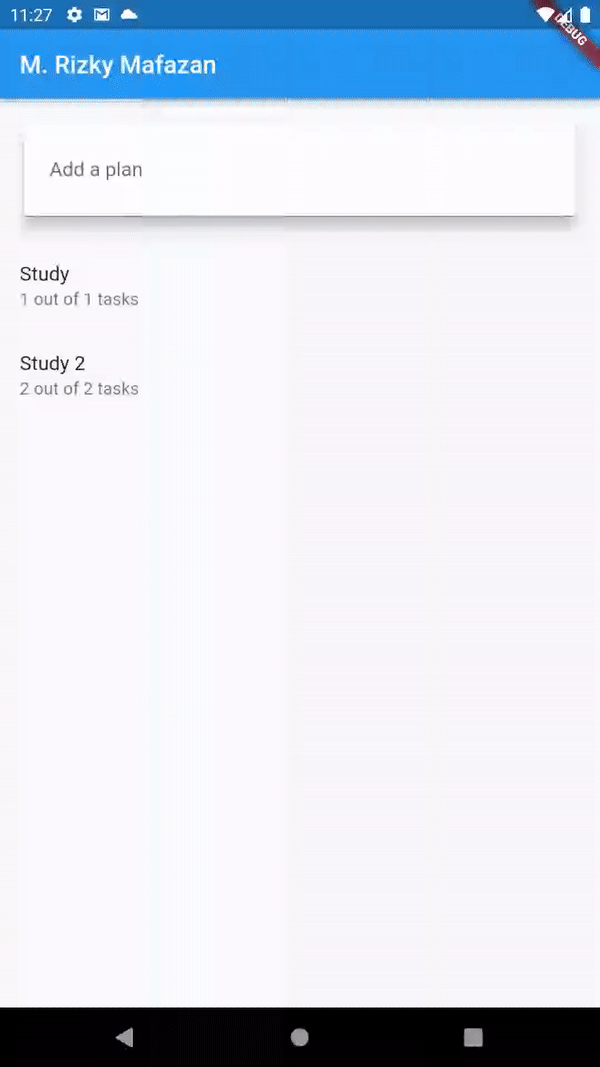 11:27
DEBUG
M. Rizky Mafazan
Add a plan
Study
1 out of 1 tasks
Study 2
2 out of 2 tasks